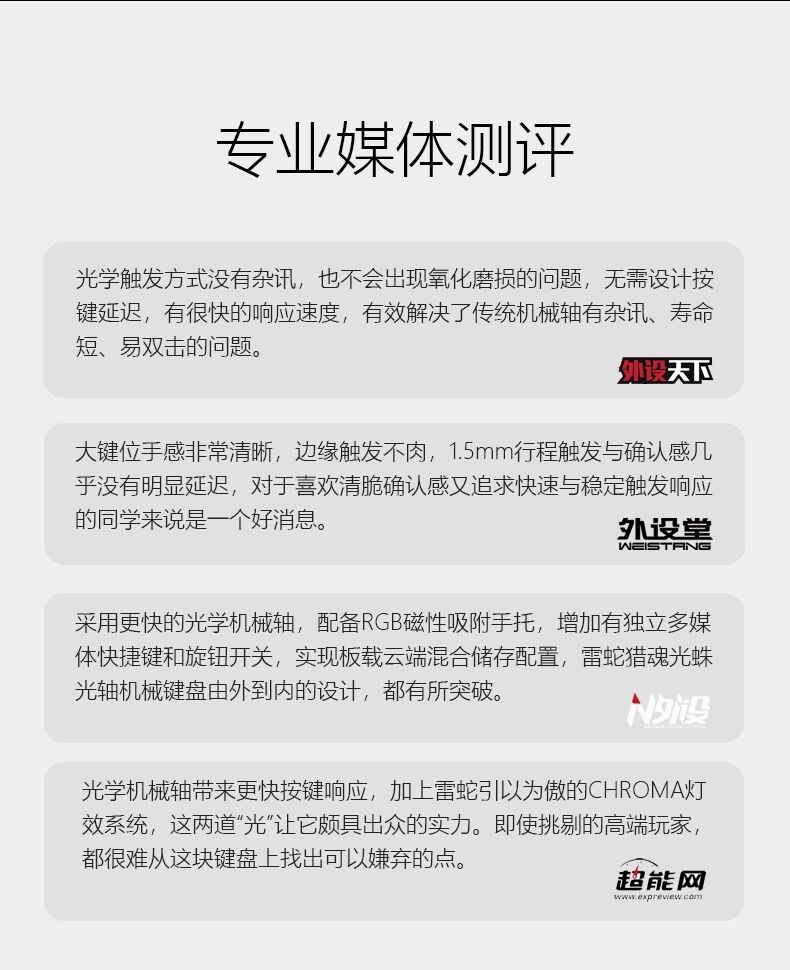 专业媒体测评
光学触发方式没有杂讯，也不会出现氧化磨损的问题，无需设计按
键延迟，有很快的响应速度，有效解决了传统机械轴有杂讯、寿命
短、易双击的问题。
外设天下
大键位手感非常清晰，边缘触发不肉，1.5mm行程触发与确认感几
乎没有明显延迟，对于喜欢清脆确认感又追求快速与稳定触发响应
的同学来说是一个好消息。
外设堂
WEISTANG
采用更快的光学机械轴，配备RGB磁性吸附手托，增加有独立多媒
体快捷键和旋钮开关，实现板载云端混合储存配置，雷蛇猎魂光蛛
光轴机械键盘由外到内的设计，都有所突破。
N外设
光学机械轴带来更快按键响应，加上雷蛇引以为傲的CHROMA灯
效系统，这两道“光”让它颇具出众的实力。即使挑剔的高端玩家，
都很难从这块键盘上找出可以嫌弃的点。
超能网
www.expreview.com